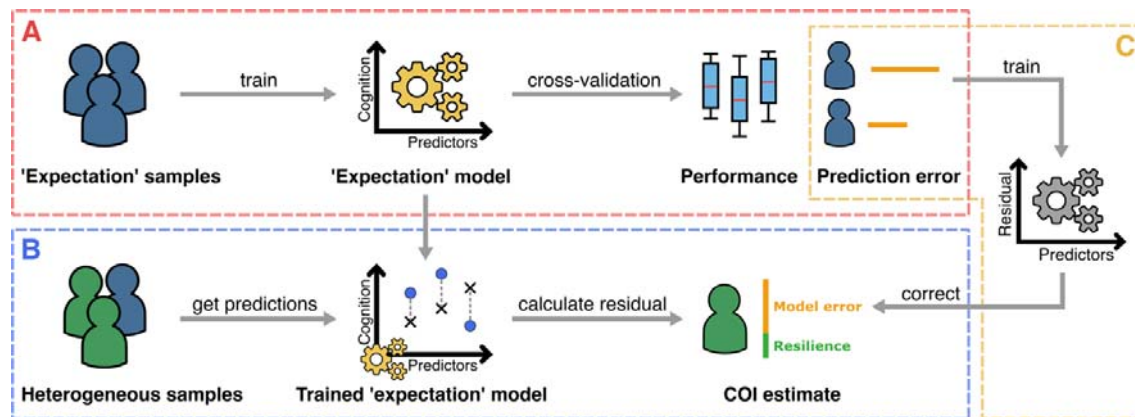 A
C
train
cross-validation
train
Cognition
Predictors
'Expectation' samples
'Expectation' model
Performance
Prediction error
Residual
Predictors
B
get predictions
calculate residual
correct
Cognition
Predictors
Model error
Resilience
Heterogeneous samples
Trained 'expectation' model
COI estimate